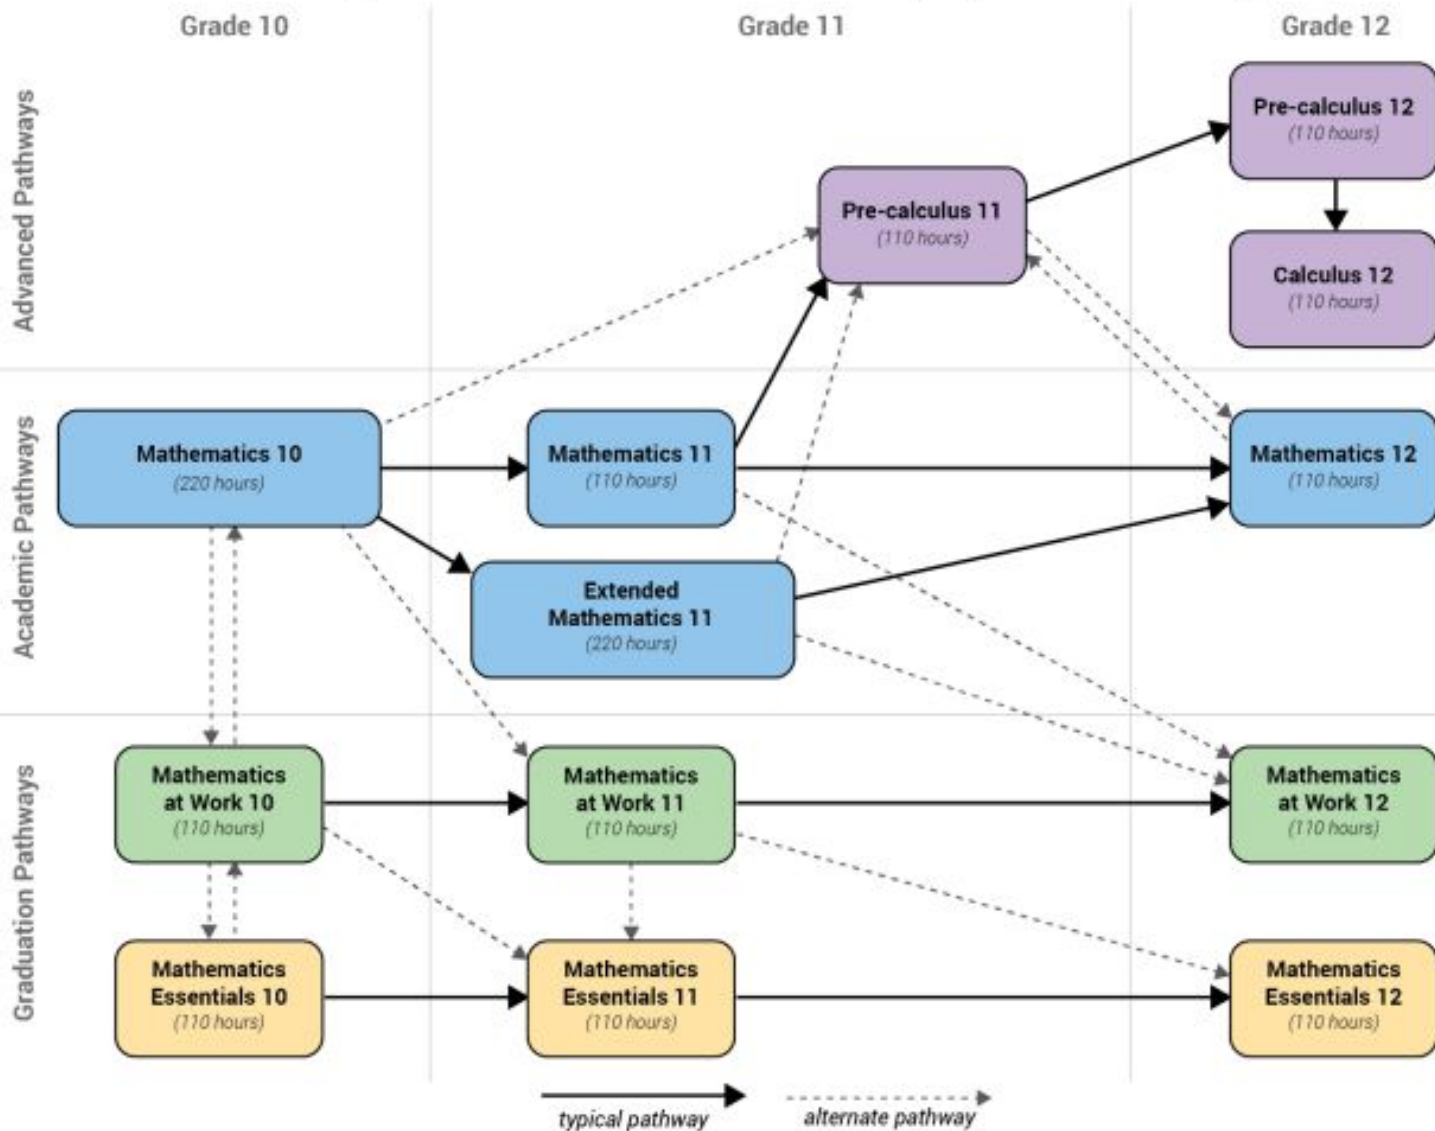 Grade 10
Grade 11
Grade 12
Advanced Pathways
Pre-calculus 12
(110 hours)
Pre-calculus 11
(110 hours)
Calculus 12
(110 hours)
Academic Pathways
Mathematics 10
(220 hours)
Mathematics 11
(110 hours)
Mathematics 12
(110 hours)
Extended
Mathematics 11
(220 hours)
Graduation Pathways
Mathematics
at Work 10
(110 hours)
Mathematics
at Work 11
(110 hours)
Mathematics
at Work 12
(110 hours)
Mathematics
Essentials 10
(110 hours)
Mathematics
Essentials 11
(110 hours)
Mathematics
Essentials 12
(110 hours)
typical pathway
alternate pathway